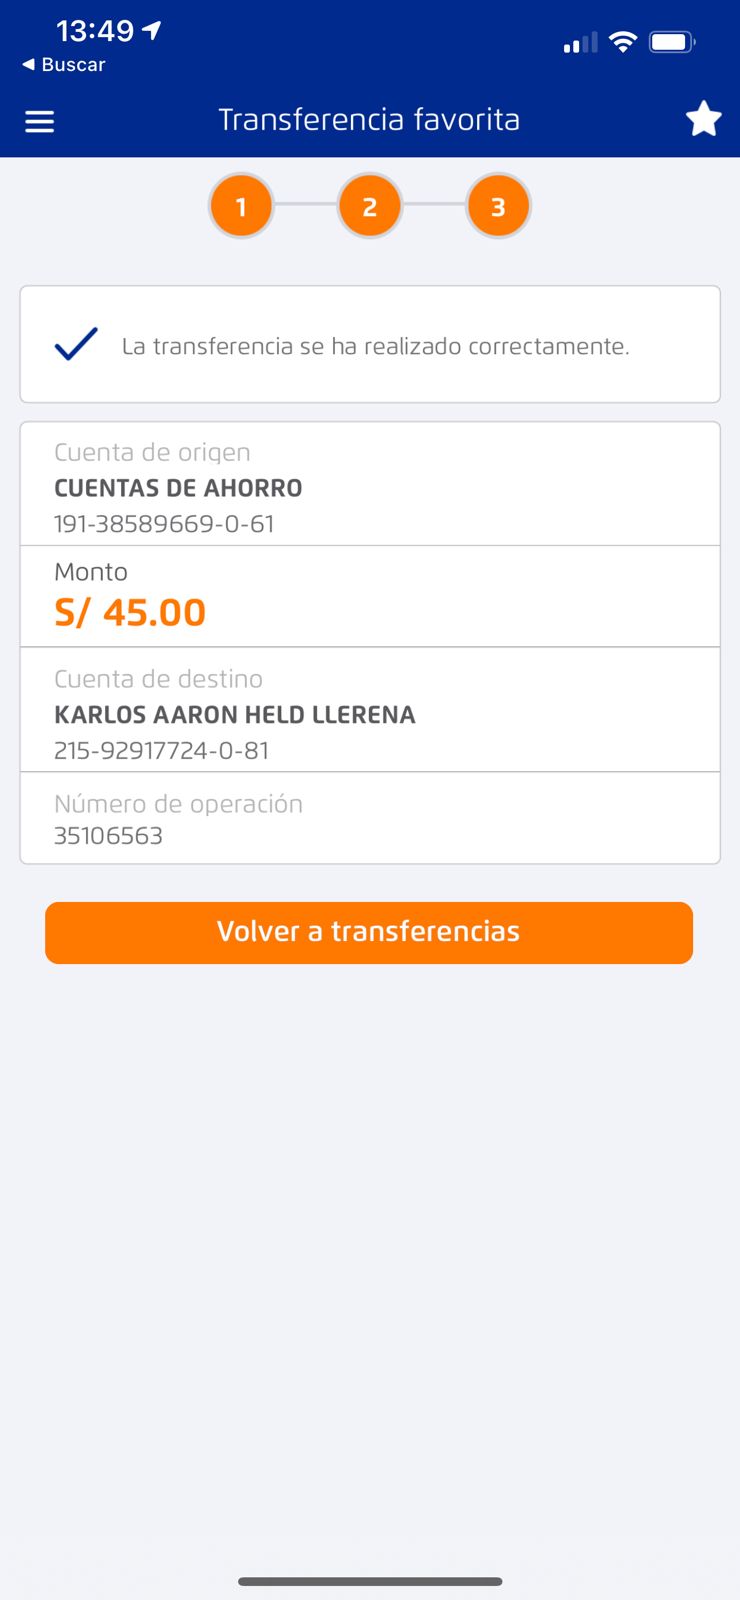 13:49
Buscar
Transferencia favorita
1 2 3
La transferencia se ha realizado correctamente.
Cuenta de origen
CUENTAS DE AHORRO
191-38589669-0-61
Monto
S/ 45.00
Cuenta de destino
KARLOS AARON HELD LLERENA
215-92917724-0-81
Número de operación
35106563
Volver a transferencias